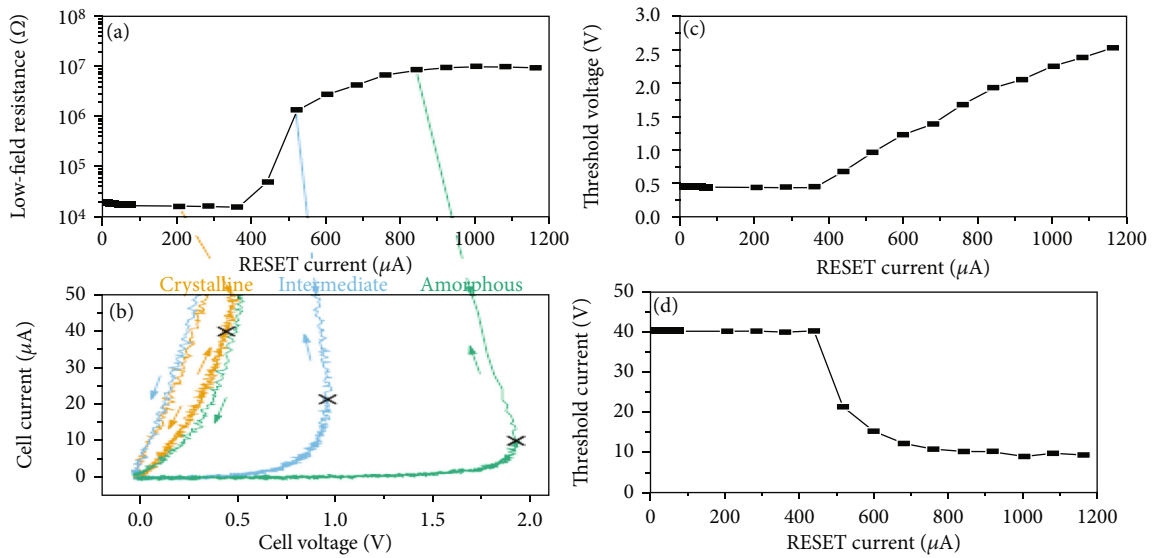 (a)
Low-field resistance (Ω)
10⁸
10⁷
10⁶
10⁵
10⁴
0 200 400 600 800 1000 1200
RESET current (μA)
Crystalline Intermediate Amorphous
(b)
Cell current (μA)
50
40
30
20
10
0
0.0 0.5 1.0 1.5 2.0
Cell voltage (V)
(c)
Threshold voltage (V)
3.0
2.5
2.0
1.5
1.0
0.5
0.0
0 200 400 600 800 1000 1200
RESET current (μA)
(d)
Threshold current (V)
50
40
30
20
10
0
0 200 400 600 800 1000 1200
RESET current (μA)